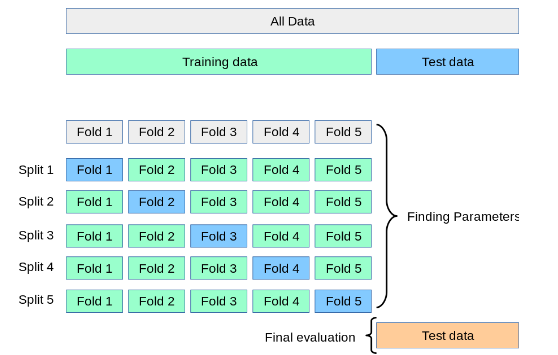 All Data
Training data Test data
Fold 1 Fold 2 Fold 3 Fold 4 Fold 5
Split 1 Fold 1 Fold 2 Fold 3 Fold 4 Fold 5
Split 2 Fold 1 Fold 2 Fold 3 Fold 4 Fold 5
Finding Parameters
Split 3 Fold 1 Fold 2 Fold 3 Fold 4 Fold 5
Split 4 Fold 1 Fold 2 Fold 3 Fold 4 Fold 5
Split 5 Fold 1 Fold 2 Fold 3 Fold 4 Fold 5
Final evaluation Test data